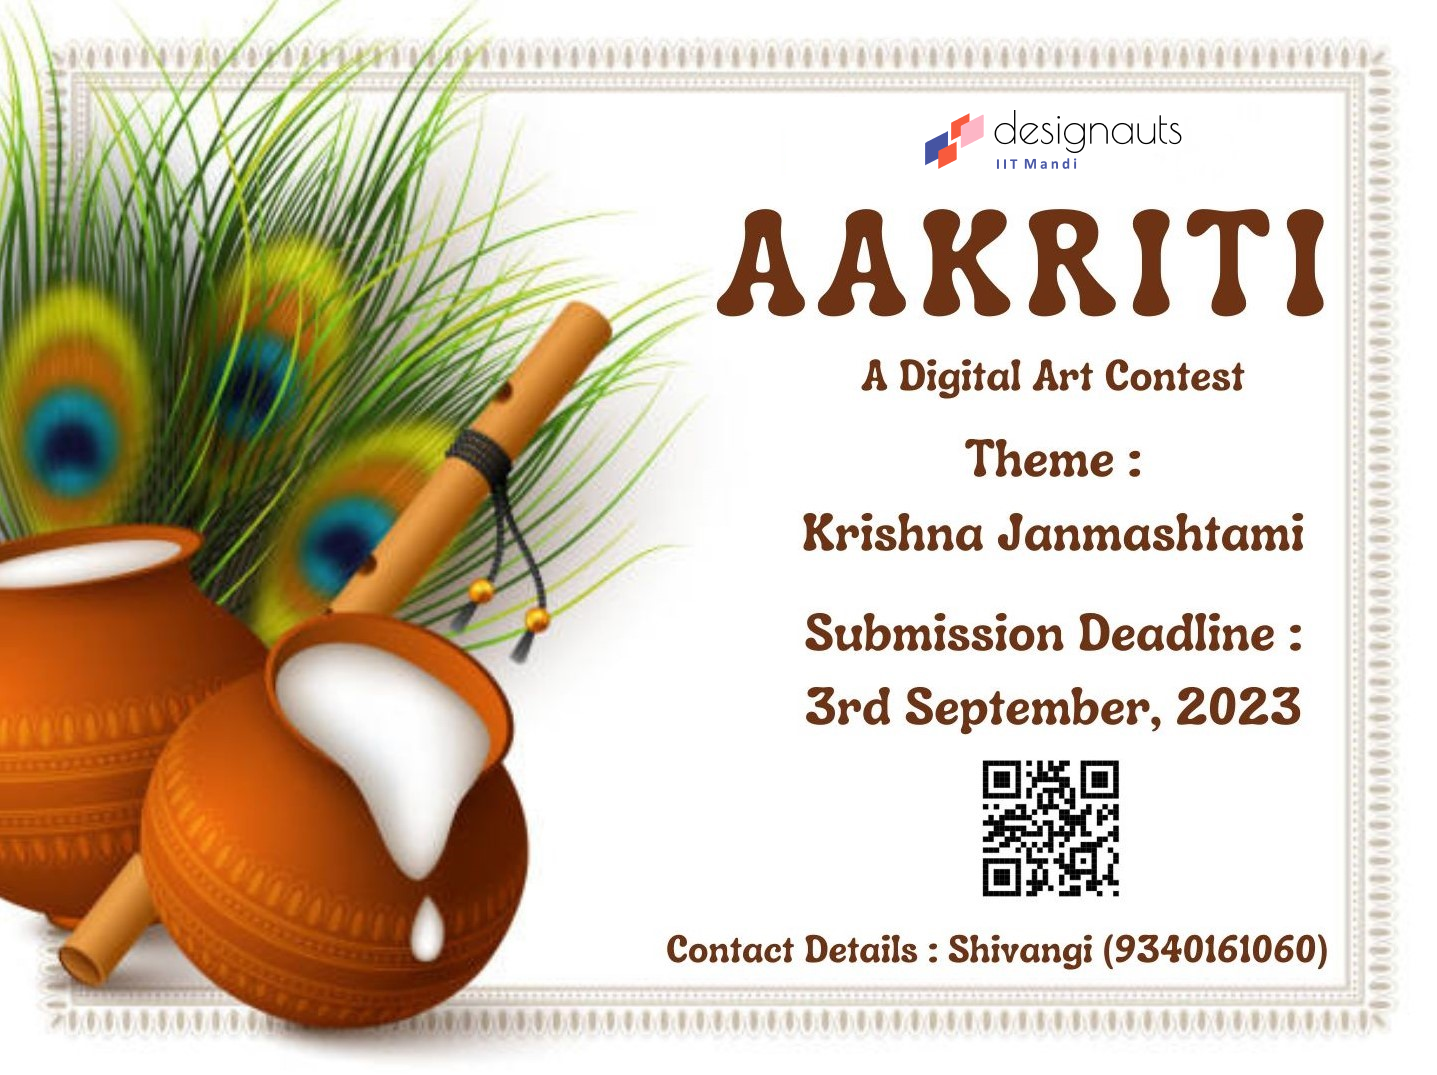 designauts
IIT Mandi
AAKRITI
A Digital Art Contest
Theme :
Krishna Janmashtami
Submission Deadline :
3rd September, 2023
Contact Details : Shivangi (9340161060)